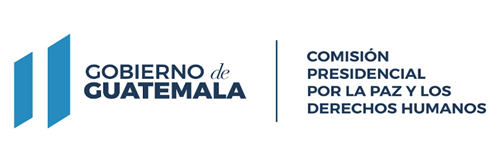 GOBIERNO de
GUATEMALA
COMISIÓN
PRESIDENCIAL
POR LA PAZ Y LOS
DERECHOS HUMANOS